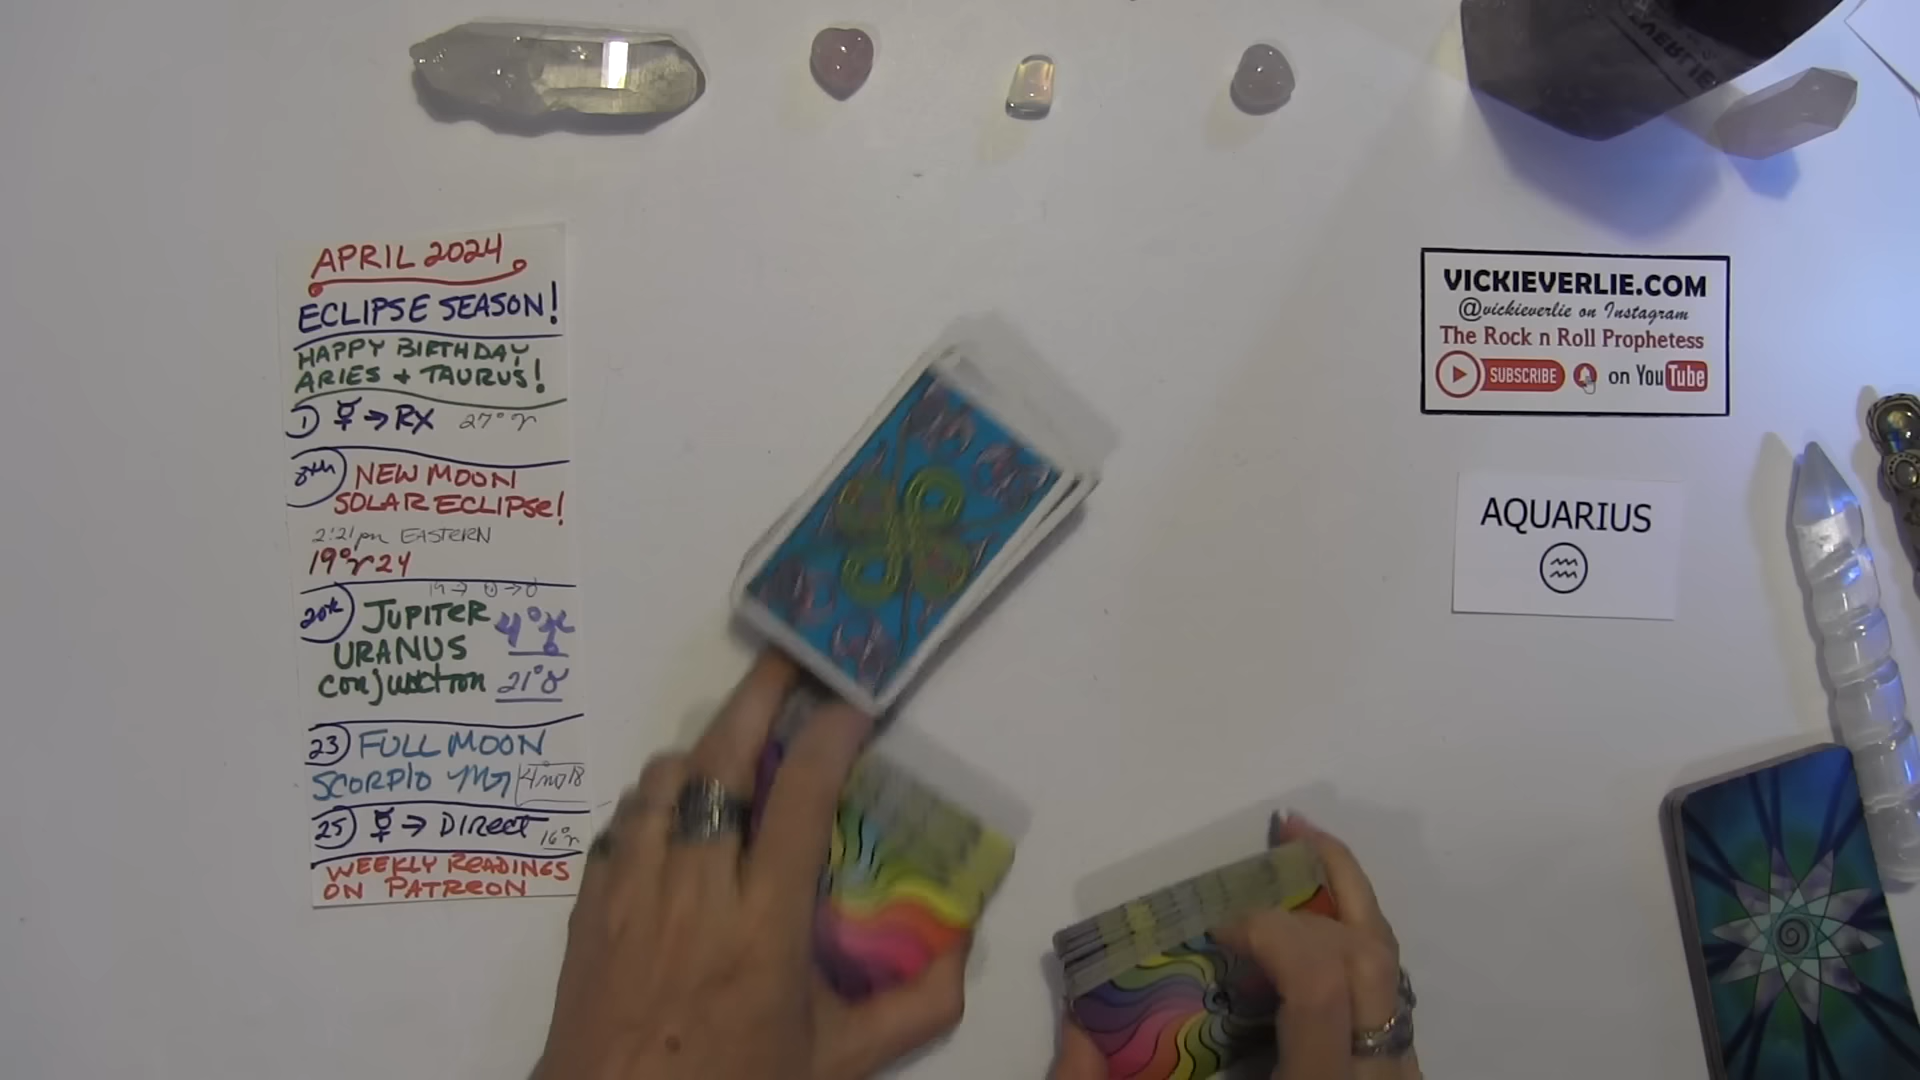 APRIL 2024
ECLIPSE SEASON!
HAPPY BIRTHDAY
ARIES + TAURUS!
1 ☿ → RX 27° ♈
8th NEW MOON
SOLAR ECLIPSE!
2:21pm EASTERN
19° ♈ 24
20th JUPITER 4°
URANUS
conjunction 21° ♉
23 FULL MOON
SCORPIO ♏
25 ☿ → DIRECT 16° ♈
WEEKLY READINGS
ON PATREON
VERLIE
VICKIEVERLIE.COM
@vickieverlie on Instagram
The Rock n Roll Prophetess
SUBSCRIBE on YouTube
AQUARIUS
♒